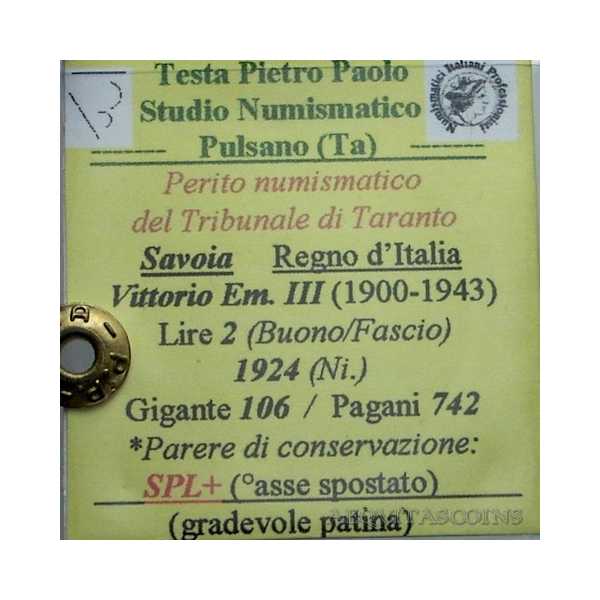 Testa Pietro Paolo
Studio Numismatico
Pulsano (Ta)
Numismatici Italiani Professionisti
Perito numismatico
del Tribunale di Taranto
Savoia Regno d'Italia
Vittorio Em. III (1900-1943)
Lire 2 (Buono/Fascio)
1924 (Ni.)
Gigante 106 / Pagani 742
*Parere di conservazione:
SPL+ (°asse spostato)
(gradevole patina)